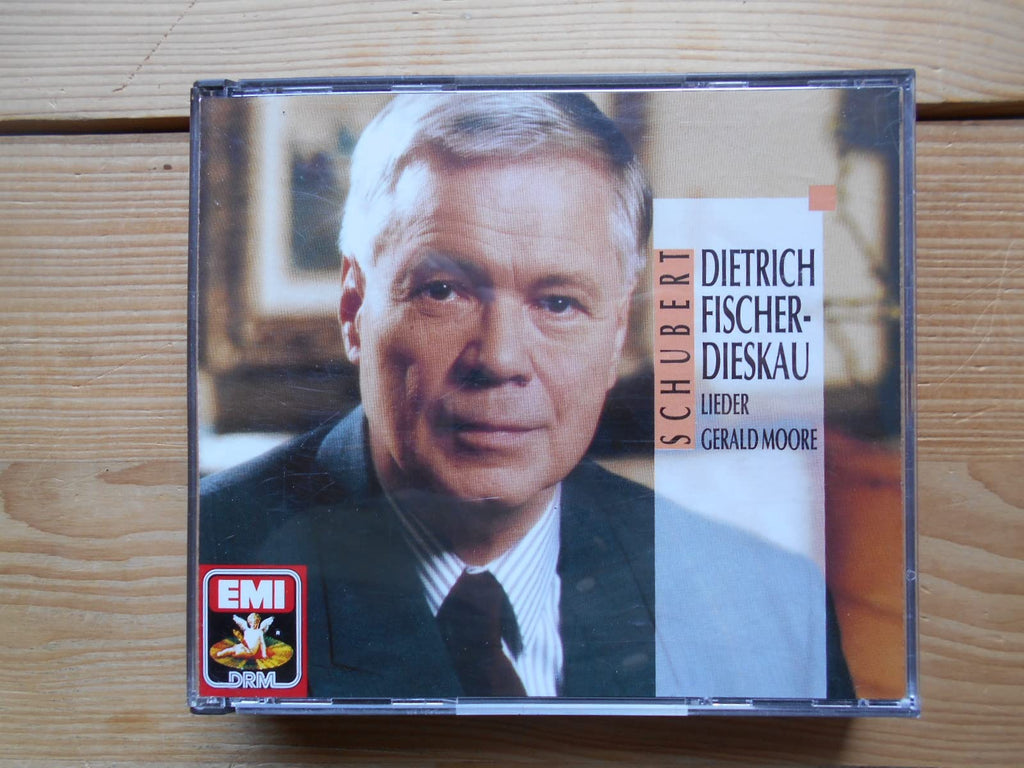 SCHUBERT
DIETRICH
FISCHER-
DIESKAU
LIEDER
GERALD MOORE
EMI
DRM